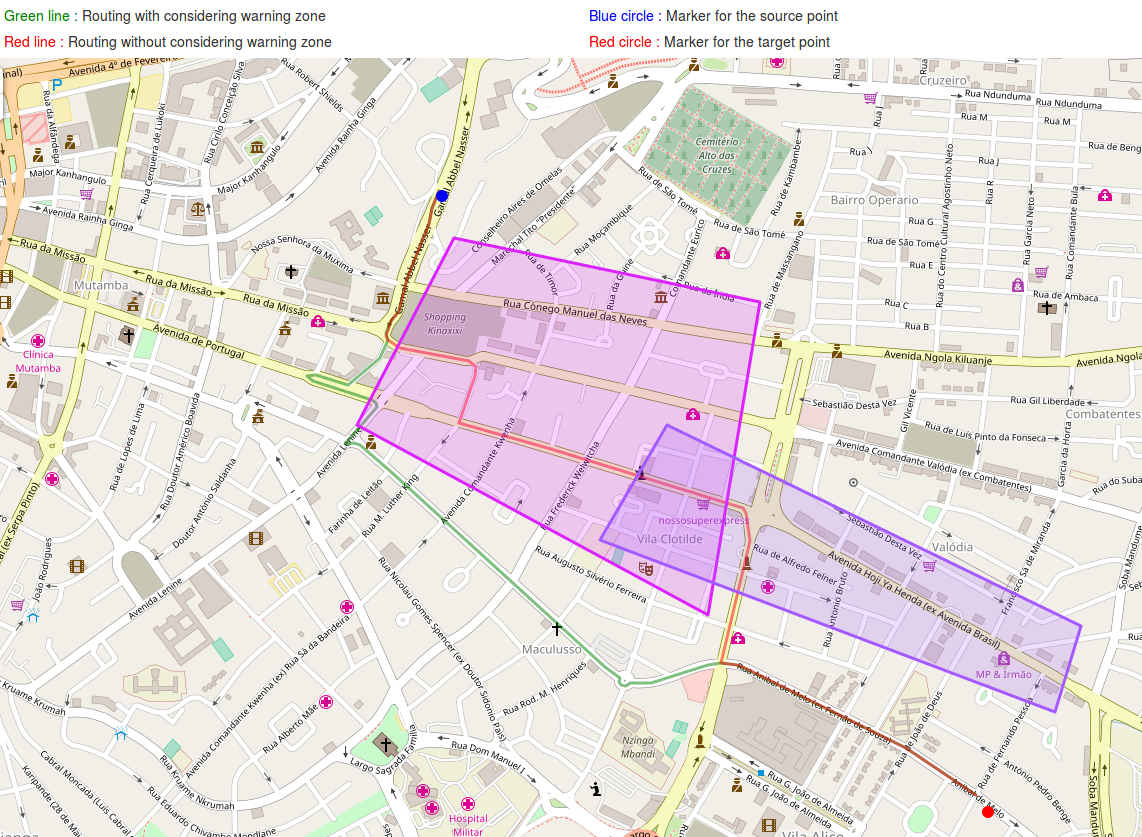 Green line : Routing with considering warning zone
Blue circle : Marker for the source point
Red line : Routing without considering warning zone
Red circle : Marker for the target point
Avenida 4º de Fevereiro
Rua Robert Shields
Rua da Alfândega
Rua Cerqueira de Lukoki
Rua Cirilo Conceição Silva
Avenida Rainha Ginga
Major Kanhangulo
Major Kanhangulo
Avenida Rainha Ginga
Rua da Missão
Rua da Missão
Rua da Missão
Mutamba
Nossa Senhora da Muxima
Gamal Abbel Nasser
Gamal Abbel Nasser
Conselheiro Aires de Ornelas
Marechal Tito "Presidente"
Rua Moçambique
Rua de Timor
Rua da Guiné
Comandante Eurico
Rua da Índia
Cemitério
Alto das
Cruzes
Rua de São Tomé
Rua de São Tomé
Rua de Kambambe
Rua de Massangano
Cruzeiro
Rua Ndunduma
Rua Ndunduma
Rua M
Rua M
Rua J
Rua J
Rua R
Rua de Beng
Bairro Operario
Rua G
Rua de São Tomé
Rua E
Rua C
Rua B
Rua do Centro Cultural Agostinho Neto
Rua Garcia Neto
Rua Comandante Bula
Rua de Ambaca
Avenida Ngola Kiluanje
Avenida Ngola
Shopping
Kinaxixi
Rua Cónego Manuel das Neves
Clínica
Mutamba
Avenida de Portugal
Sebastião Desta Vez
Rua Gil Liberdade
Combatentes
Gil Vicente
Rua de Luís Pinto da Fonseca
Garcia da Horta
Avenida Comandante Valódia (ex Combatentes)
Rua do Suba
Rua de Lopes de Lima
Rua Doutor Américo Boavida
Doutor António Saldanha
(ex Serpa Pinto)
João Rodrigues
Avenida Lenine
Farinha de Leitão
Rua M. Luther King
Avenida Comandante Kwenha
Rua Frederick Welwitcha
nossosuperexpress
Vila Clotilde
Rua Augusto Silvério Ferreira
Rua de Alfredo Felner
Rua António Bruto
Sebastião Desta Vez
Valódia
Avenida Hoji Ya Henda (ex Avenida Brasil)
Francisco Sá de Miranda
Soba Mandume
MP & Irmão
Rua Nicolau Gomes Spencer (ex Doutor Sidónio Pais)
Rua Sá da Bandeira
Avenida Comandante Kwenha (ex
Maculusso
Rua Rod. M. Henriques
Rua Aníbal de Melo (ex Fernão de Sousa)
Rua de João de Deus
Rua de Fernando Pessoa
António Pedro Benge
Aníbal de Melo
Kruame Krumah
Rua Alberto Mãe
Largo Sagrada Família
Rua Dom Manuel I
Nzinga
Mbandi
Rua G. João de Almeida
Rua G. João de Almeida
Vila Alice
Soba Man
Cabral Moncada (Luís Cabral
Karipande (28 de M
Rua Kruame Nkrumah
Rua Eduardo Chivambo Mondlane
Hospital
Militar